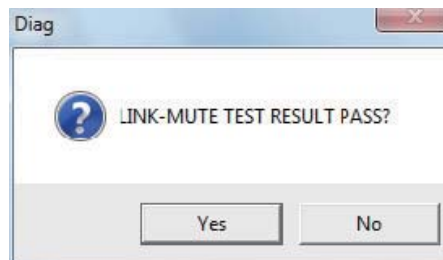 Diag
LINK-MUTE TEST RESULT PASS?
Yes
No